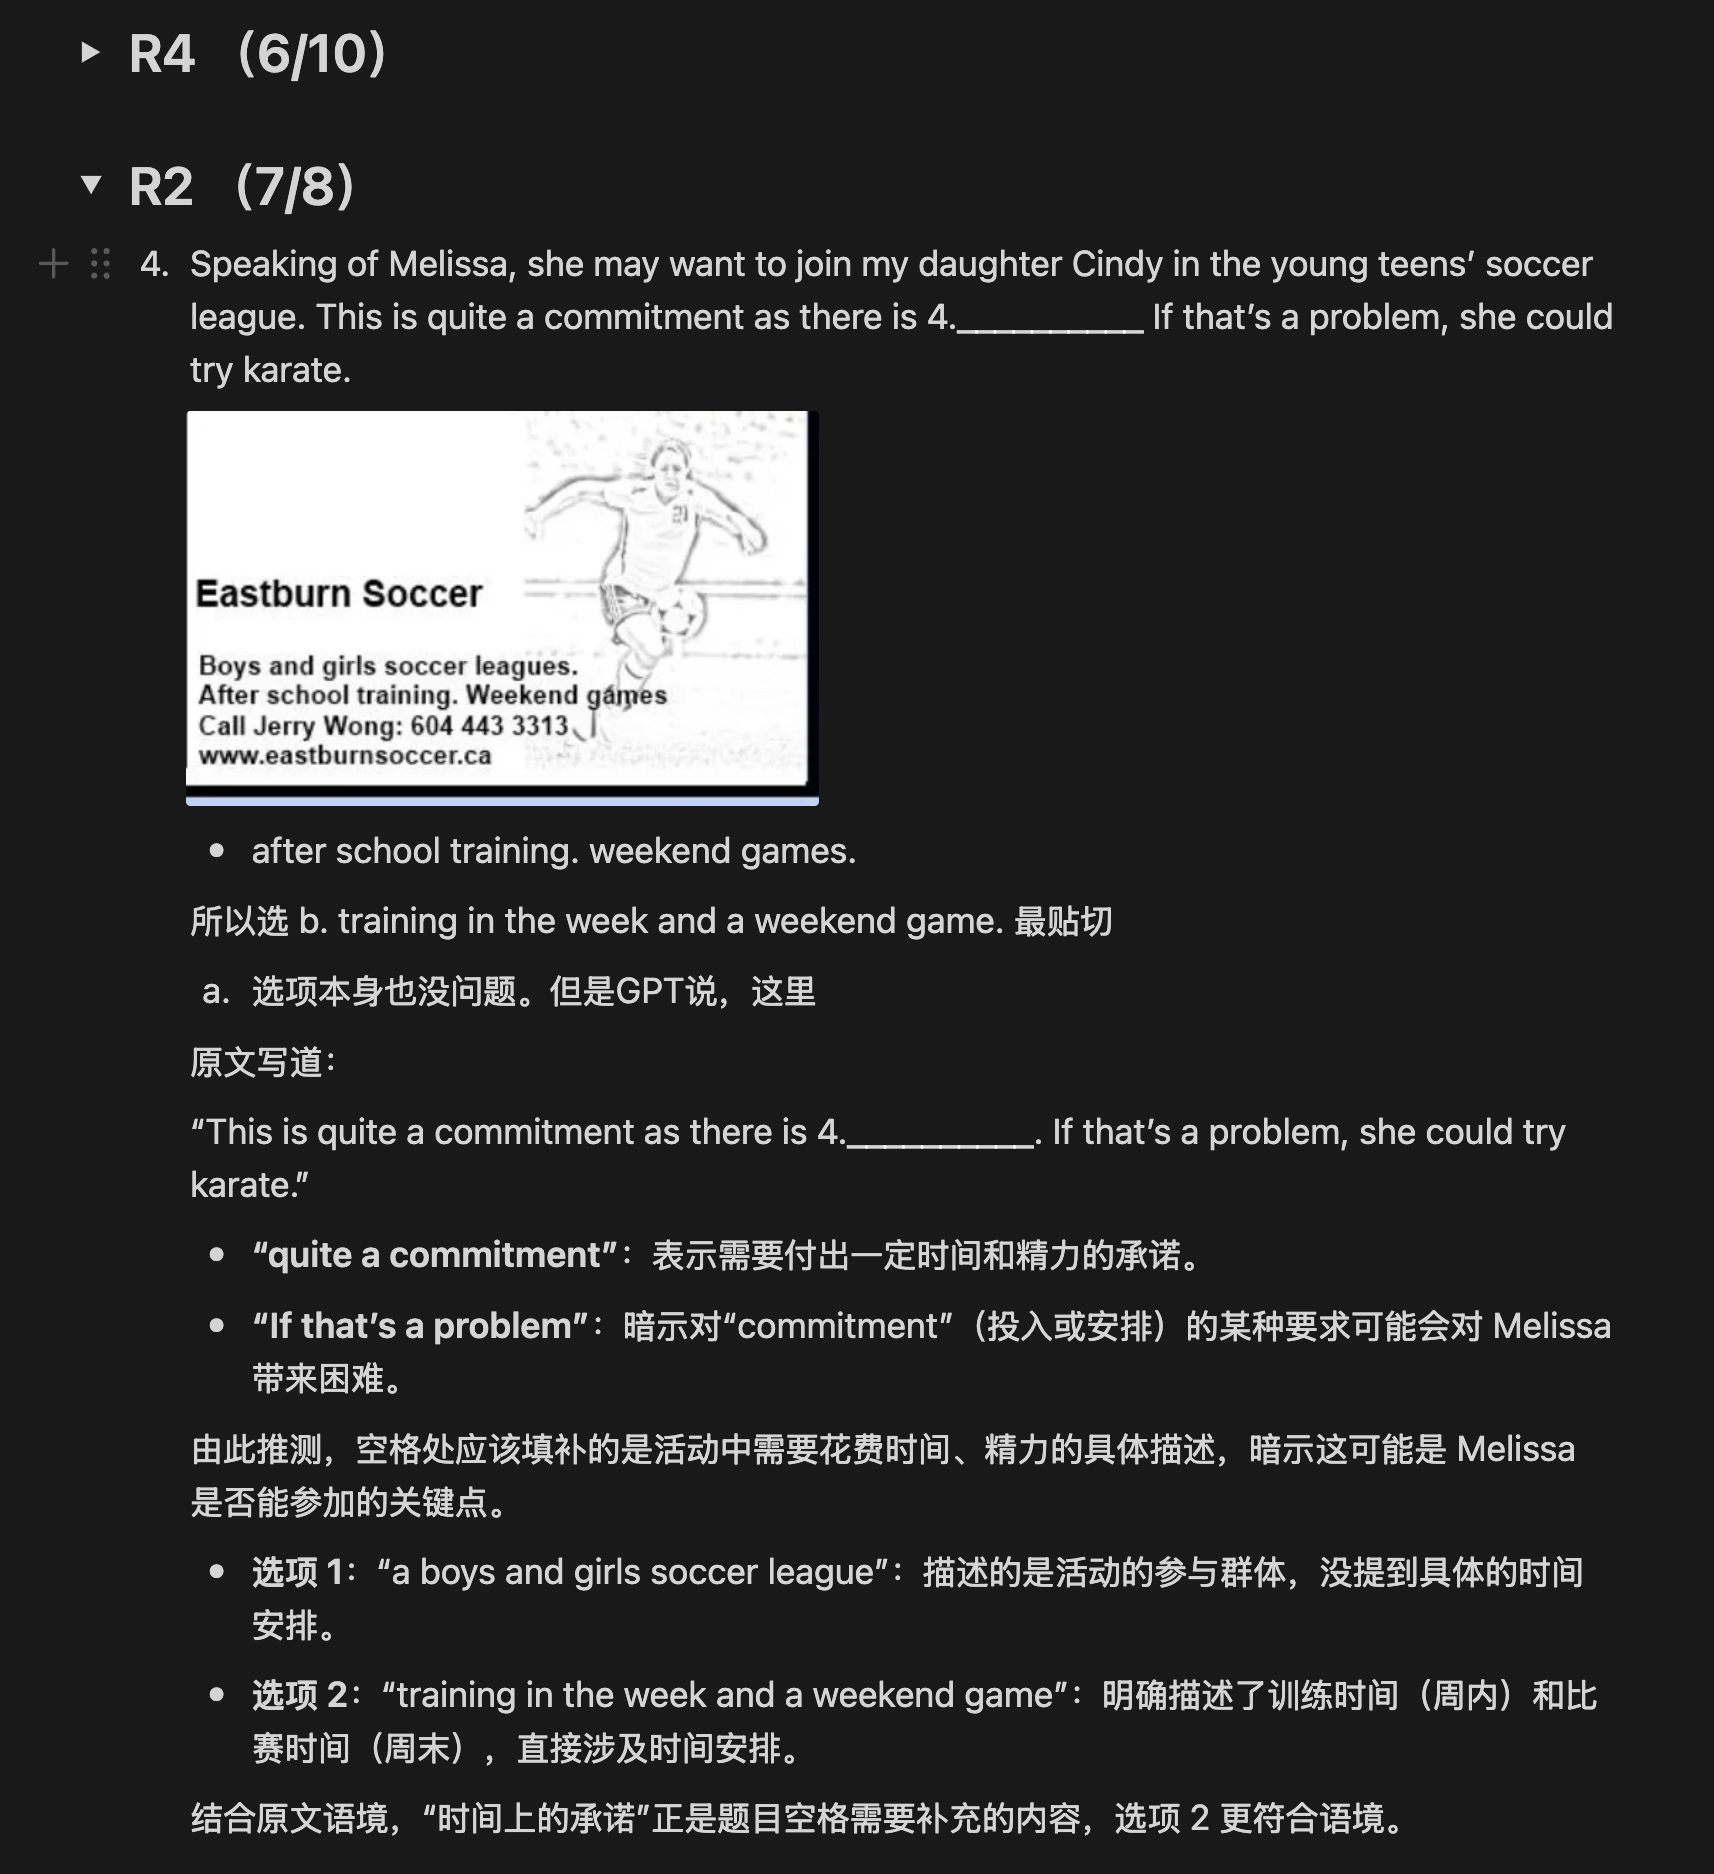 R4 (6/10)
R2 (7/8)
4. Speaking of Melissa, she may want to join my daughter Cindy in the young teens’ soccer
league. This is quite a commitment as there is 4.__________ If that’s a problem, she could
try karate.
Eastburn Soccer
Boys and girls soccer leagues.
After school training. Weekend games
Call Jerry Wong: 604 443 3313
www.eastburnsoccer.ca
21
• after school training. weekend games.
所以选 b. training in the week and a weekend game. 最贴切
a. 选项本身也没问题。但是GPT说，这里
原文写道：
“This is quite a commitment as there is 4.__________. If that’s a problem, she could try
karate.”
• “quite a commitment”：表示需要付出一定时间和精力的承诺。
• “If that’s a problem”：暗示对“commitment”（投入或安排）的某种要求可能会对 Melissa
带来困难。
由此推测，空格处应该填补的是活动中需要花费时间、精力的具体描述，暗示这可能是 Melissa
是否能参加的关键点。
• 选项 1：“a boys and girls soccer league”：描述的是活动的参与群体，没提到具体的时间
安排。
• 选项 2：“training in the week and a weekend game”：明确描述了训练时间（周内）和比
赛时间（周末），直接涉及时间安排。
结合原文语境，“时间上的承诺”正是题目空格需要补充的内容，选项 2 更符合语境。